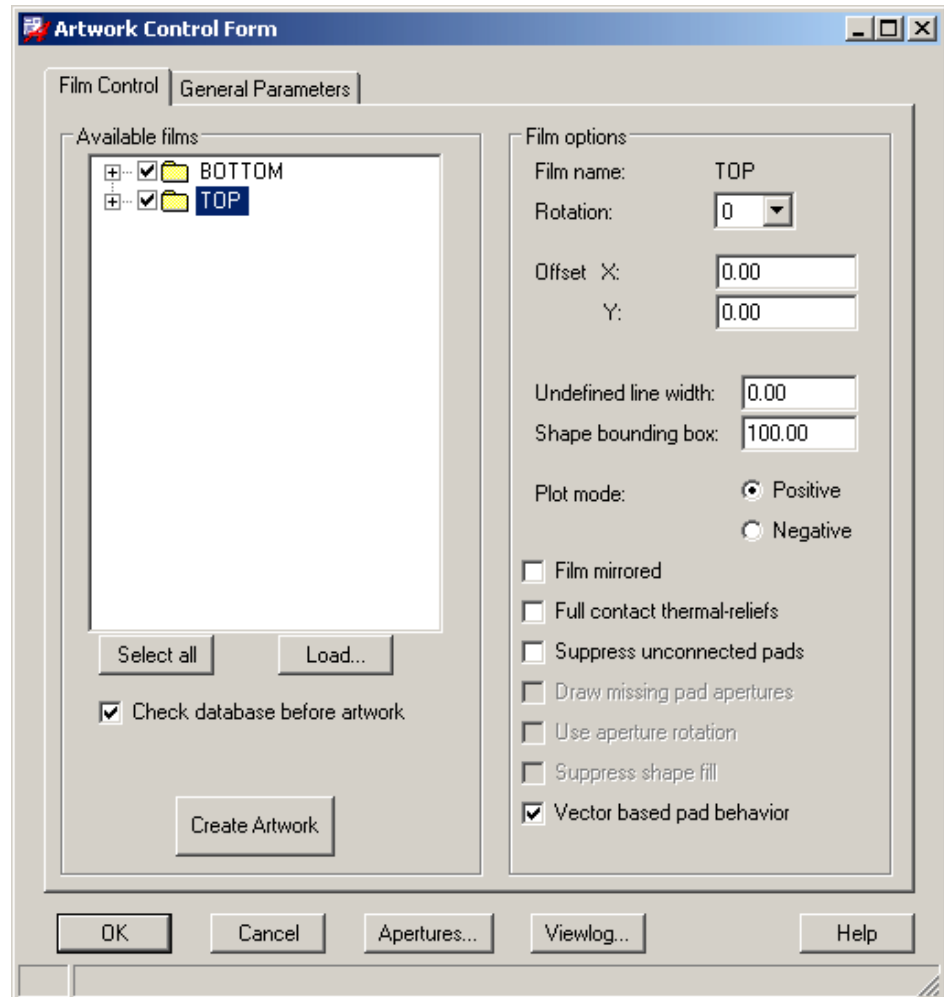 Artwork Control Form
Film Control
General Parameters
Available films
BOTTOM
TOP
Select all
Load...
Check database before artwork
Create Artwork
Film options
Film name: TOP
Rotation: 0
Offset X: 0.00
Y: 0.00
Undefined line width: 0.00
Shape bounding box: 100.00
Plot mode: Positive
Negative
Film mirrored
Full contact thermal-reliefs
Suppress unconnected pads
Draw missing pad apertures
Use aperture rotation
Suppress shape fill
Vector based pad behavior
OK
Cancel
Apertures...
Viewlog...
Help